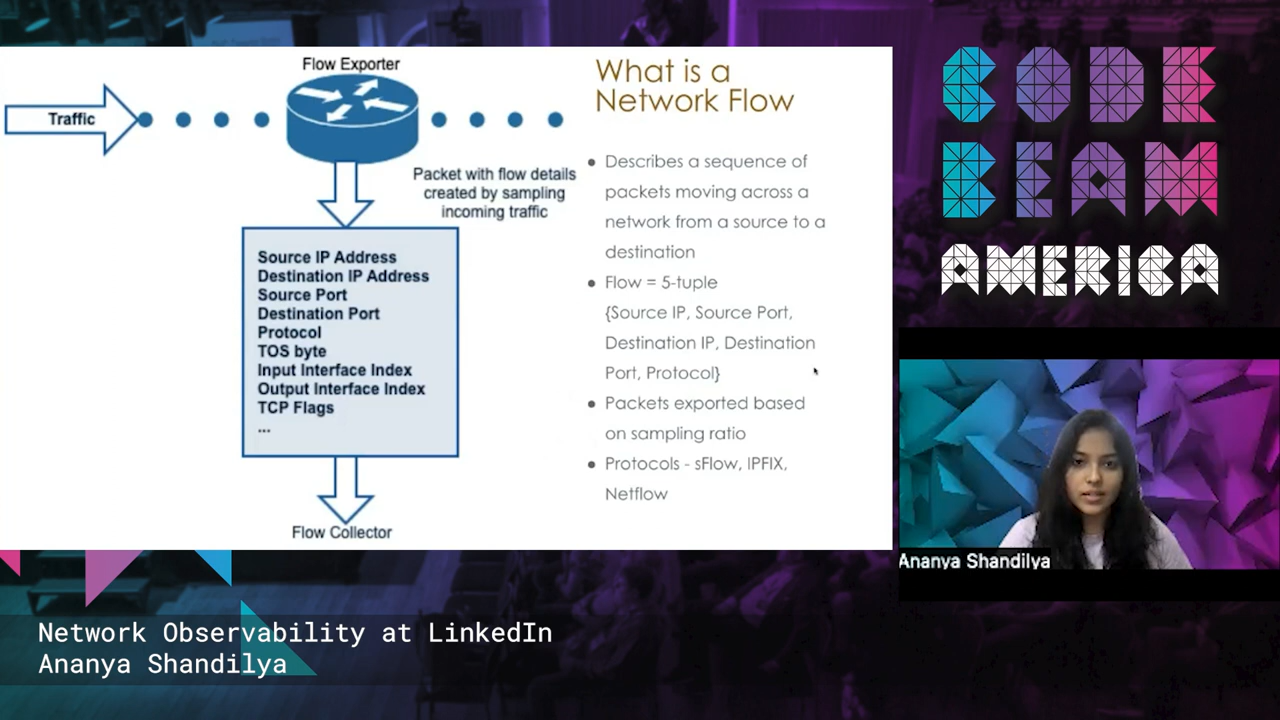 Flow Exporter
Traffic
Packet with flow details
created by sampling
incoming traffic
Source IP Address
Destination IP Address
Source Port
Destination Port
Protocol
TOS byte
Input Interface Index
Output Interface Index
TCP Flags
...
Flow Collector
What is a
Network Flow
• Describes a sequence of
packets moving across a
network from a source to a
destination
• Flow = 5-tuple
{Source IP, Source Port,
Destination IP, Destination
Port, Protocol}
• Packets exported based
on sampling ratio
• Protocols - sFlow, IPFIX,
Netflow
CODE
BEAM
AMERICA
Ananya Shandilya
Network Observability at LinkedIn
Ananya Shandilya